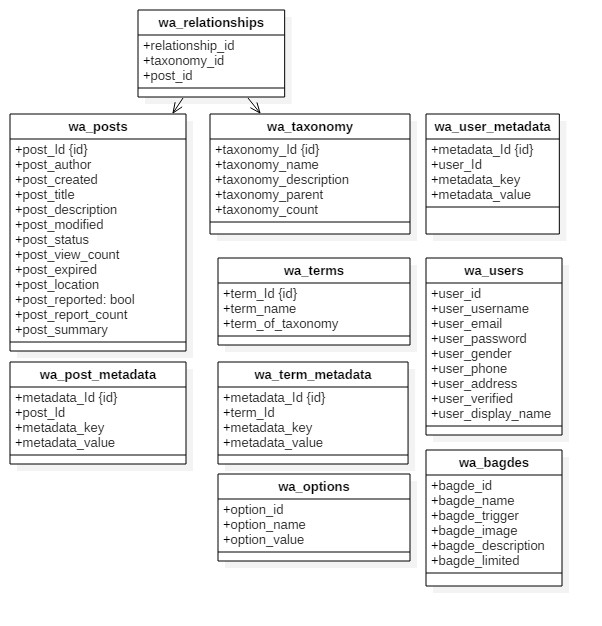 wa_relationships
+relationship_id
+taxonomy_id
+post_id
wa_posts
+post_Id {id}
+post_author
+post_created
+post_title
+post_description
+post_modified
+post_status
+post_view_count
+post_expired
+post_location
+post_reported: bool
+post_report_count
+post_summary
wa_taxonomy
+taxonomy_Id {id}
+taxonomy_name
+taxonomy_description
+taxonomy_parent
+taxonomy_count
wa_user_metadata
+metadata_Id {id}
+user_Id
+metadata_key
+metadata_value
wa_terms
+term_Id {id}
+term_name
+term_of_taxonomy
wa_users
+user_id
+user_username
+user_email
+user_password
+user_gender
+user_phone
+user_address
+user_verified
+user_display_name
wa_post_metadata
+metadata_Id {id}
+post_Id
+metadata_key
+metadata_value
wa_term_metadata
+metadata_Id {id}
+term_Id
+metadata_key
+metadata_value
wa_options
+option_id
+option_name
+option_value
wa_bagdes
+bagde_id
+bagde_name
+bagde_trigger
+bagde_image
+bagde_description
+bagde_limited